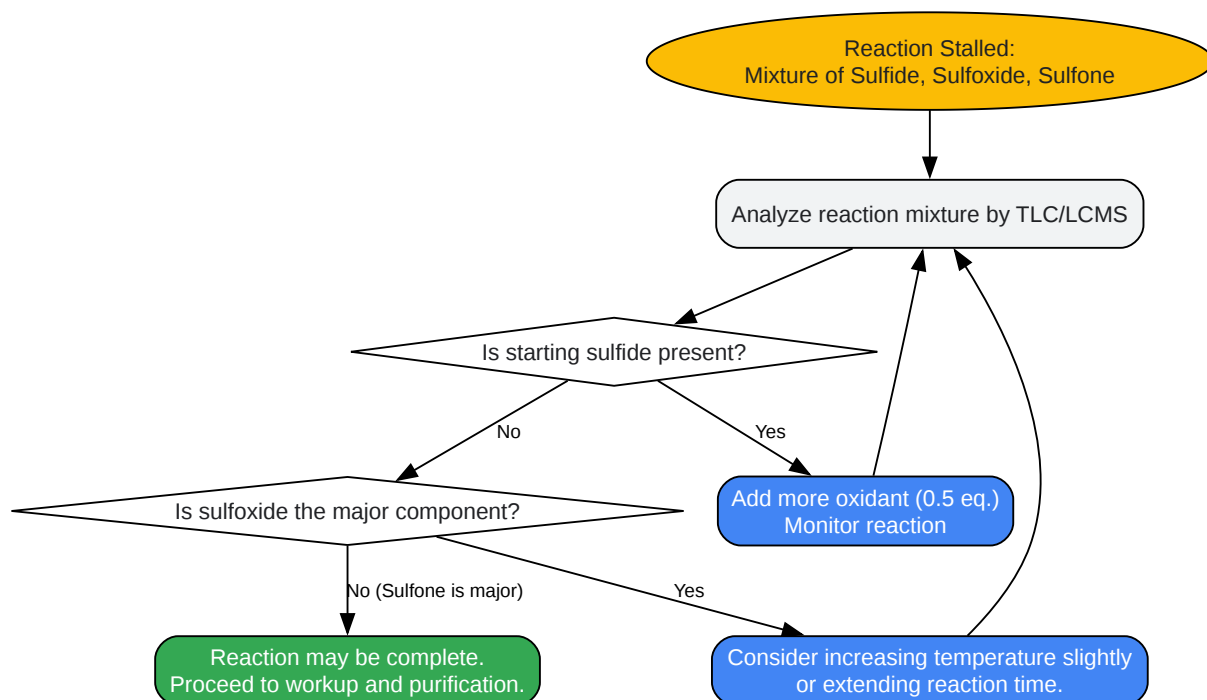 Reaction Stalled:
Mixture of Sulfide, Sulfoxide, Sulfone
Analyze reaction mixture by TLC/LCMS
Is starting sulfide present?
No
Yes
Is sulfoxide the major component?
Add more oxidant (0.5 eq.)
Monitor reaction
No (Sulfone is major)
Yes
Reaction may be complete.
Proceed to workup and purification.
Consider increasing temperature slightly
or extending reaction time.